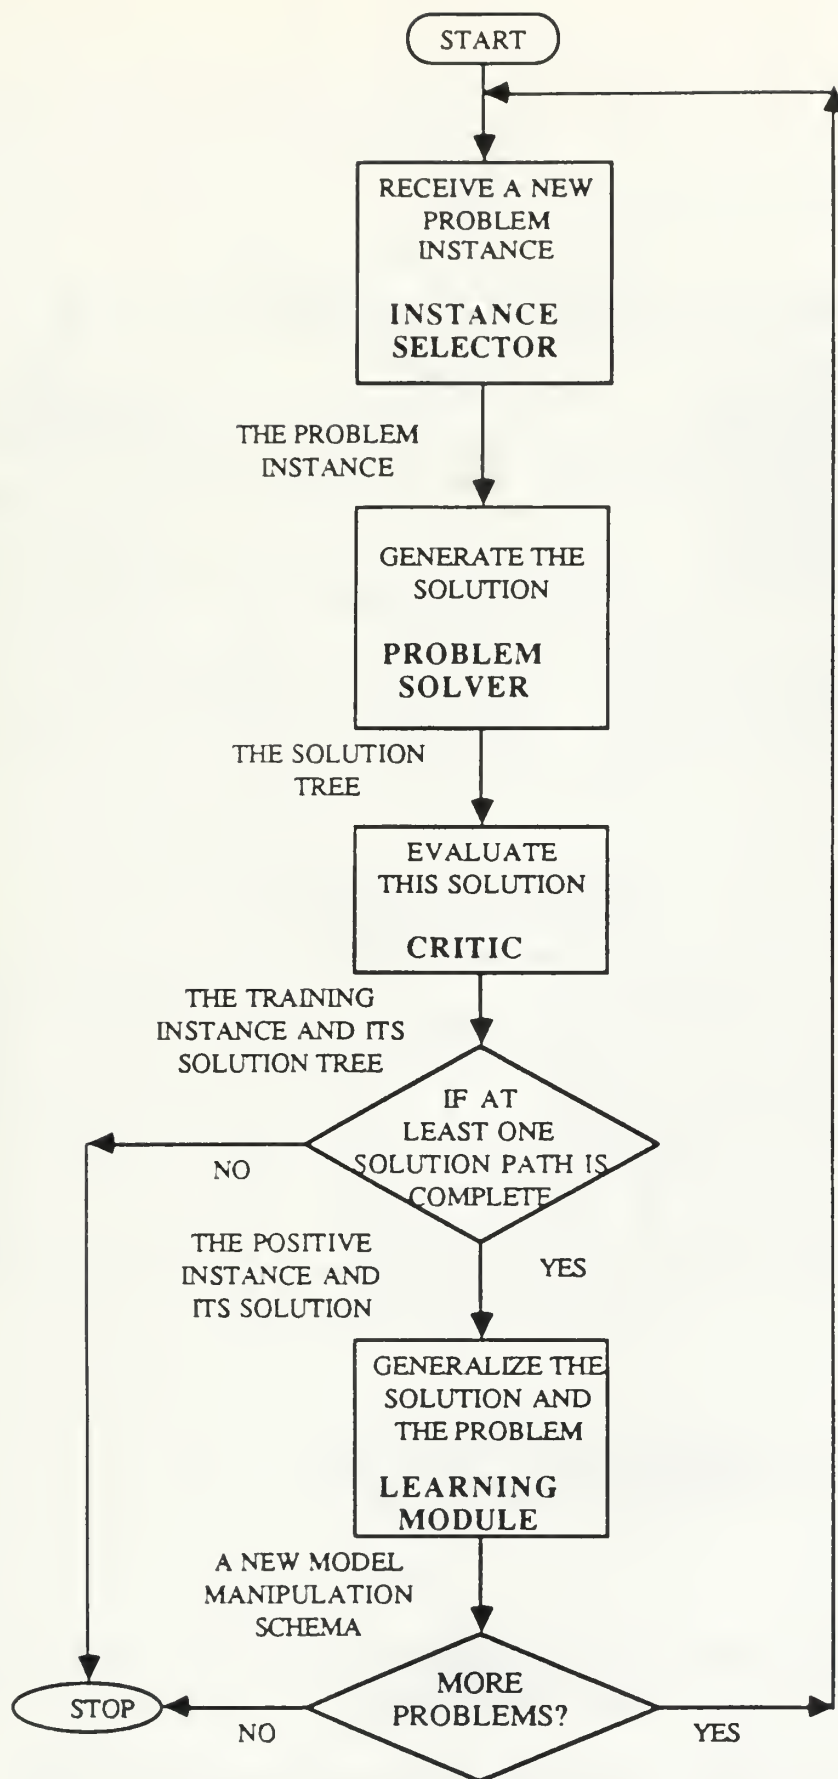 START
RECEIVE A NEW
PROBLEM
INSTANCE
INSTANCE
SELECTOR
THE PROBLEM
INSTANCE
GENERATE THE
SOLUTION
PROBLEM
SOLVER
THE SOLUTION
TREE
EVALUATE
THIS SOLUTION
CRITIC
THE TRAINING
INSTANCE AND ITS
SOLUTION TREE
IF AT
LEAST ONE
SOLUTION PATH IS
COMPLETE
NO
THE POSITIVE
INSTANCE AND
ITS SOLUTION
YES
GENERALIZE THE
SOLUTION AND
THE PROBLEM
LEARNING
MODULE
A NEW MODEL
MANIPULATION
SCHEMA
MORE
PROBLEMS?
STOP
NO
YES